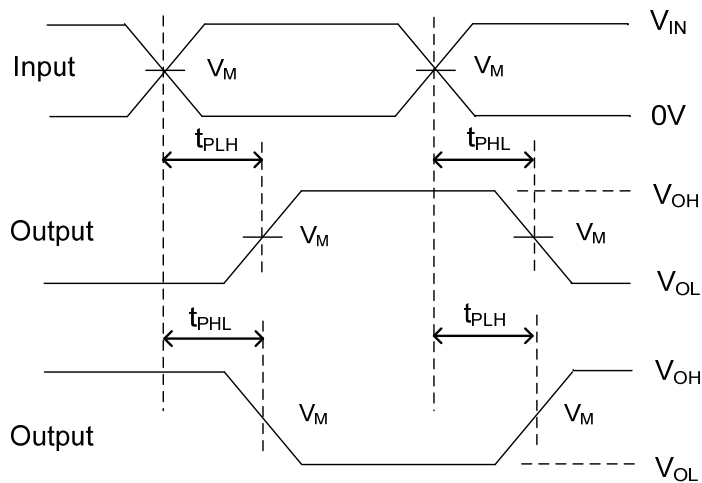 V_IN
Input
V_M
V_M
0V
t_PLH
t_PHL
V_OH
Output
V_M
V_M
V_OL
t_PHL
t_PLH
V_OH
V_M
V_M
Output
V_OL